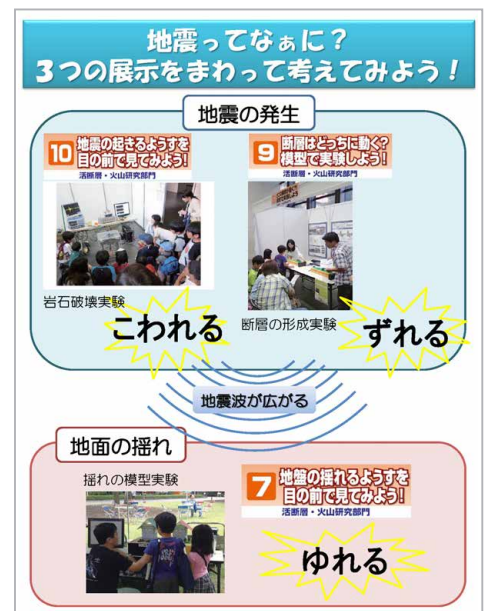 地震ってなぁに？
３つの展示をまわって考えてみよう！
地震の発生
10 地震の起きるようすを
目の前で見てみよう!
活断層・火山研究部門
9 断層はどっちに動く?
模型で実験しよう!
活断層・火山研究部門
岩石破壊実験
こわれる
断層の形成実験
ずれる
地震波が広がる
地面の揺れ
揺れの模型実験
7 地盤の揺れるようすを
目の前で見てみよう!
活断層・火山研究部門
ゆれる